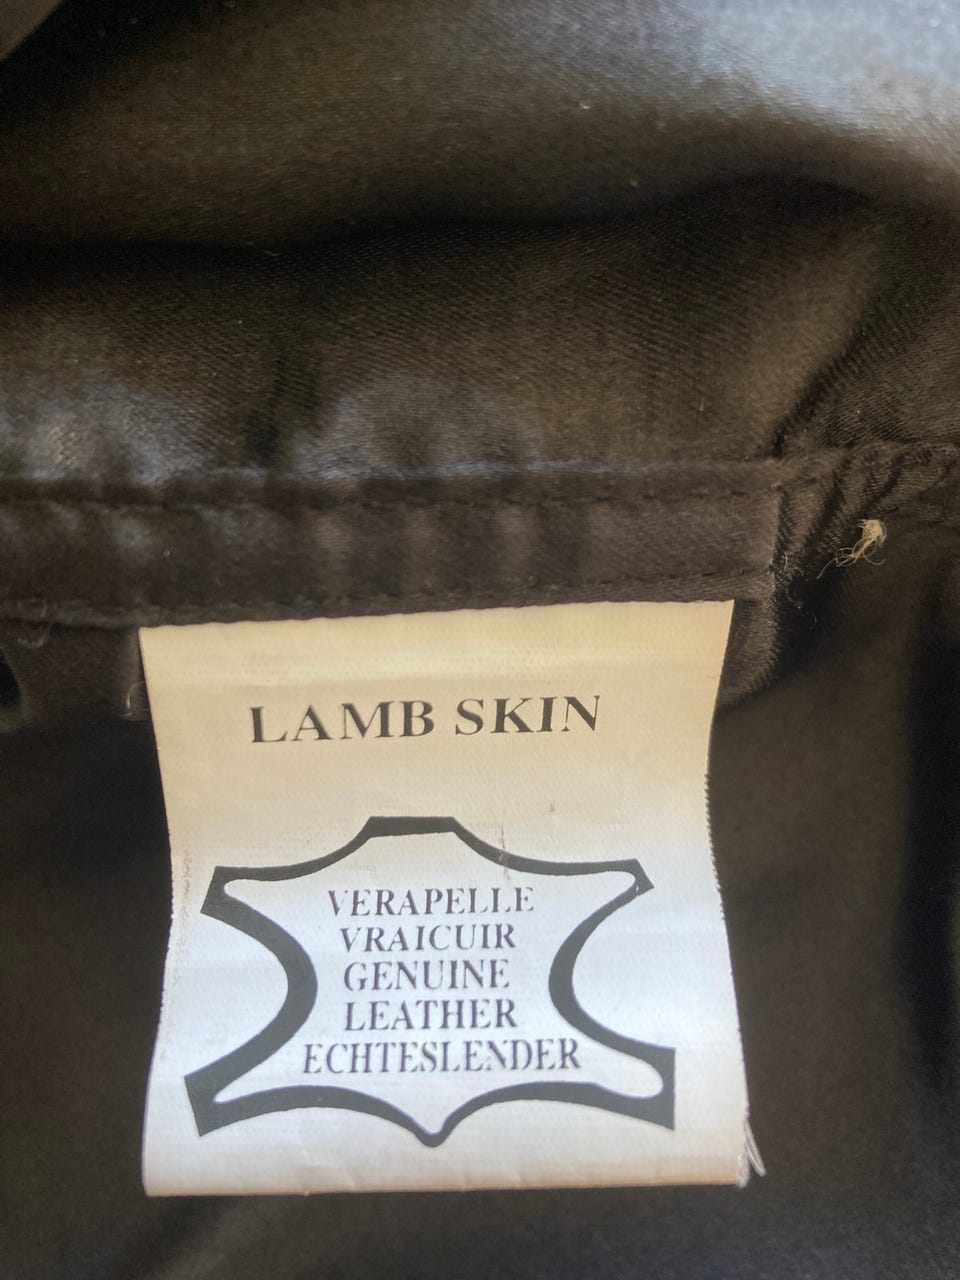 LAMB SKIN
VERAPELLE
VRAICUIR
GENUINE
LEATHER
ECHTESLENDER